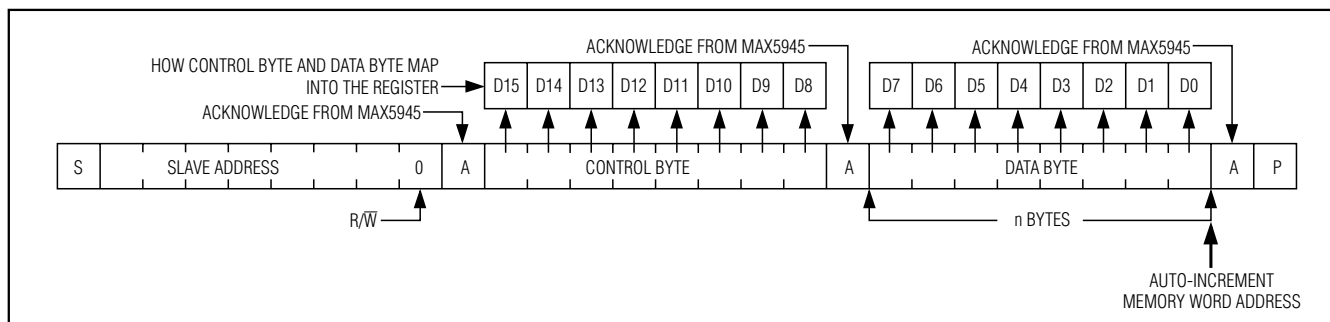 ACKNOWLEDGE FROM MAX5945
ACKNOWLEDGE FROM MAX5945
HOW CONTROL BYTE AND DATA BYTE MAP
INTO THE REGISTER
D15 D14 D13 D12 D11 D10 D9 D8
D7 D6 D5 D4 D3 D2 D1 D0
ACKNOWLEDGE FROM MAX5945
S SLAVE ADDRESS 0 A CONTROL BYTE A DATA BYTE A P
R/W̅
n BYTES
AUTO-INCREMENT
MEMORY WORD ADDRESS